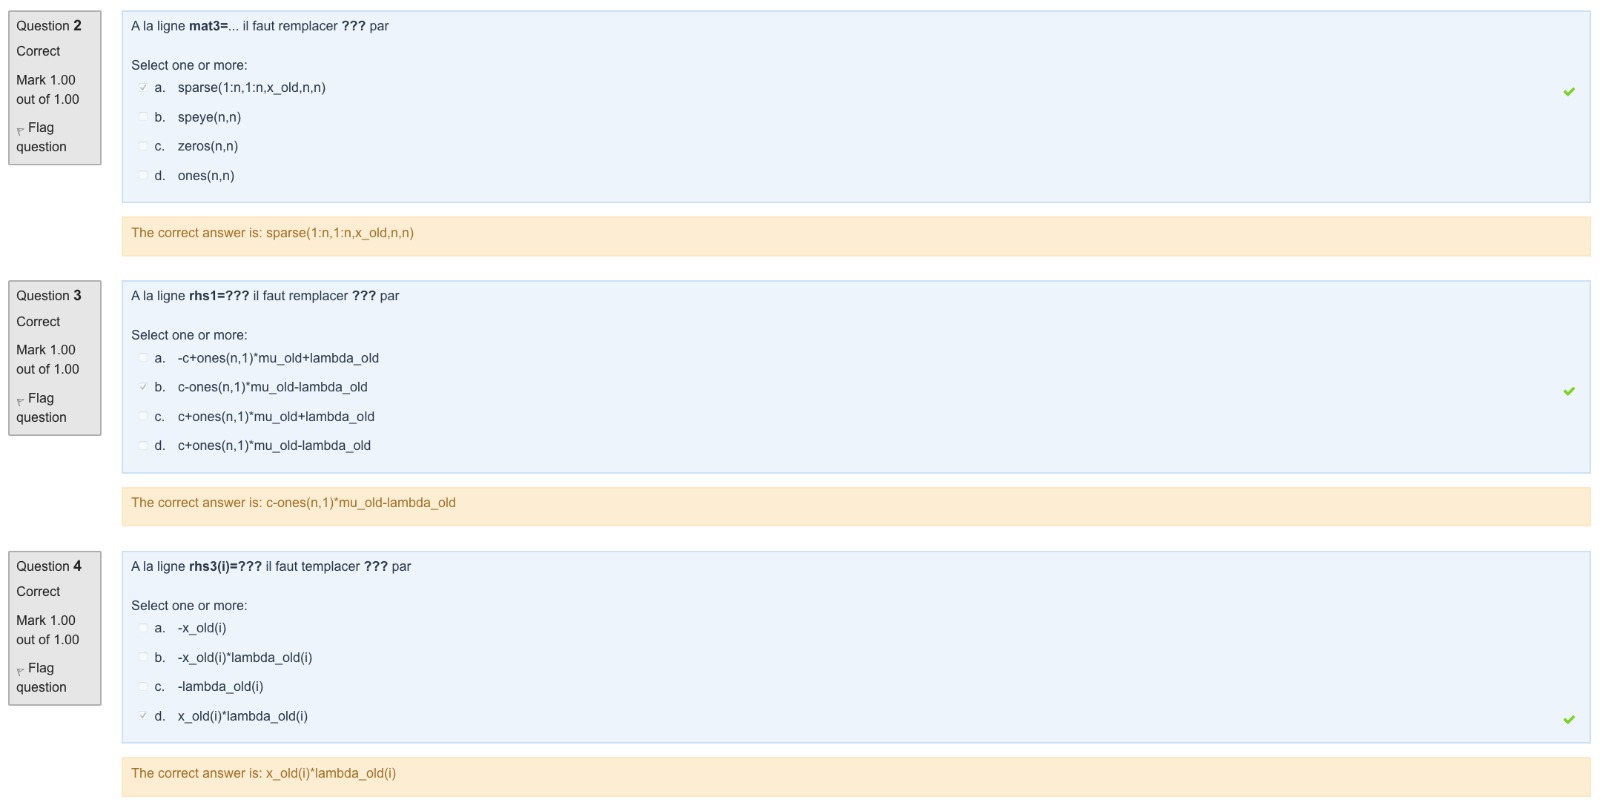 Question 2
Correct
Mark 1.00
out of 1.00
Flag
question
A la ligne mat3=... il faut remplacer ??? par
Select one or more:
a. sparse(1:n,1:n,x_old,n,n)
b. speye(n,n)
c. zeros(n,n)
d. ones(n,n)
The correct answer is: sparse(1:n,1:n,x_old,n,n)
Question 3
Correct
Mark 1.00
out of 1.00
Flag
question
A la ligne rhs1=??? il faut remplacer ??? par
Select one or more:
a. -c+ones(n,1)*mu_old+lambda_old
b. c-ones(n,1)*mu_old-lambda_old
c. c+ones(n,1)*mu_old+lambda_old
d. c+ones(n,1)*mu_old-lambda_old
The correct answer is: c-ones(n,1)*mu_old-lambda_old
Question 4
Correct
Mark 1.00
out of 1.00
Flag
question
A la ligne rhs3(i)=??? il faut templacer ??? par
Select one or more:
a. -x_old(i)
b. -x_old(i)*lambda_old(i)
c. -lambda_old(i)
d. x_old(i)*lambda_old(i)
The correct answer is: x_old(i)*lambda_old(i)